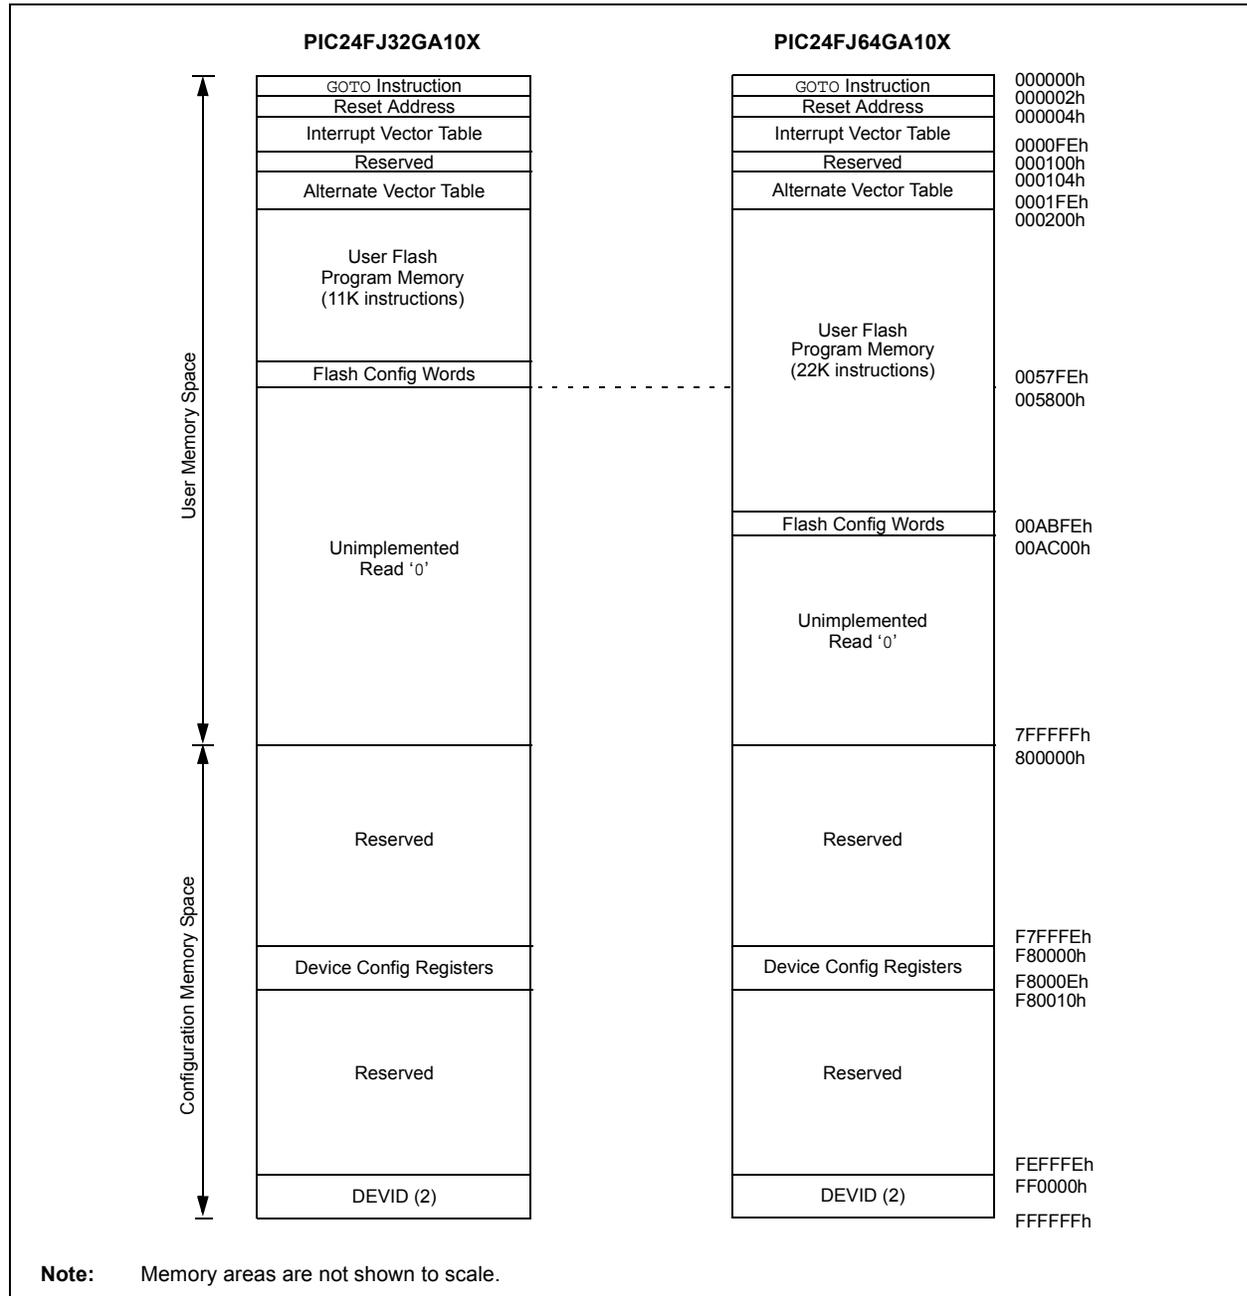 PIC24FJ32GA10X
GOTO Instruction
Reset Address
Interrupt Vector Table
Reserved
Alternate Vector Table
User Flash
Program Memory
(11K instructions)
Flash Config Words
Unimplemented
Read ‘0’
Reserved
Device Config Registers
Reserved
DEVID (2)
User Memory Space
Configuration Memory Space
PIC24FJ64GA10X
GOTO Instruction
Reset Address
Interrupt Vector Table
Reserved
Alternate Vector Table
User Flash
Program Memory
(22K instructions)
Flash Config Words
Unimplemented
Read ‘0’
Reserved
Device Config Registers
Reserved
DEVID (2)
000000h
000002h
000004h
0000FEh
000100h
000104h
0001FEh
000200h
0057FEh
005800h
00ABFEh
00AC00h
7FFFFFh
800000h
F7FFFEh
F80000h
F8000Eh
F80010h
FEFFFEh
FF0000h
FFFFFFh
Note: Memory areas are not shown to scale.